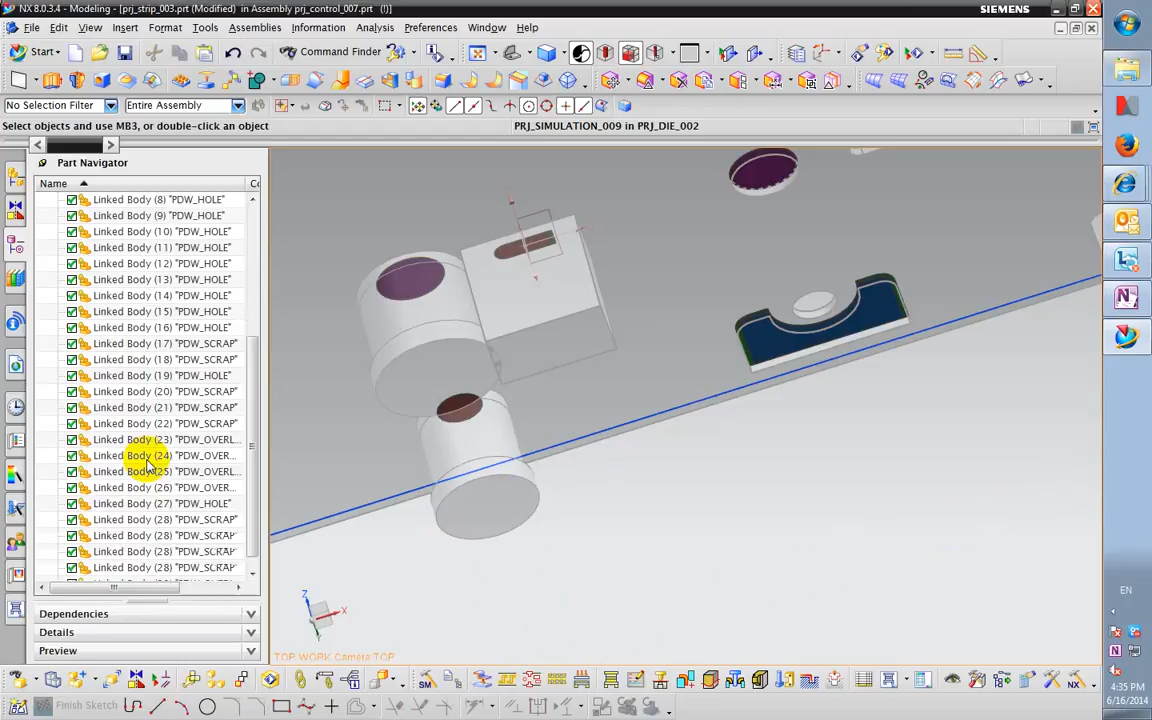 NX 8.0.3.4 - Modeling - [prj_strip_003.prt (Modified) in Assembly prj_control_007.prt (!)]
SIEMENS
File Edit View Insert Format Tools Assemblies Information Analysis Preferences Window Help
Start
Command Finder
No Selection Filter
Entire Assembly
Select objects and use MB3, or double-click an object
PRJ_SIMULATION_009 in PRJ_DIE_002
Part Navigator
Name
Cc
Linked Body (8) "PDW_HOLE"
Linked Body (9) "PDW_HOLE"
Linked Body (10) "PDW_HOLE"
Linked Body (11) "PDW_HOLE"
Linked Body (12) "PDW_HOLE"
Linked Body (13) "PDW_HOLE"
Linked Body (14) "PDW_HOLE"
Linked Body (15) "PDW_HOLE"
Linked Body (16) "PDW_HOLE"
Linked Body (17) "PDW_SCRAP"
Linked Body (18) "PDW_SCRAP"
Linked Body (19) "PDW_HOLE"
Linked Body (20) "PDW_SCRAP"
Linked Body (21) "PDW_SCRAP"
Linked Body (22) "PDW_SCRAP"
Linked Body (23) "PDW_OVERL...
Linked Body (24) "PDW_OVER...
Linked Body (25) "PDW_OVERL...
Linked Body (26) "PDW_OVER...
Linked Body (27) "PDW_HOLE"
Linked Body (28) "PDW_SCRAP"
Linked Body (28) "PDW_SCRAP
Linked Body (28) "PDW_SCRAP
Linked Body (28) "PDW_SCRAP
Dependencies
Details
Preview
Z
X
Y
TOP WORK Camera TOP
SM
NX
Finish Sketch
EN
4:35 PM
6/16/2014